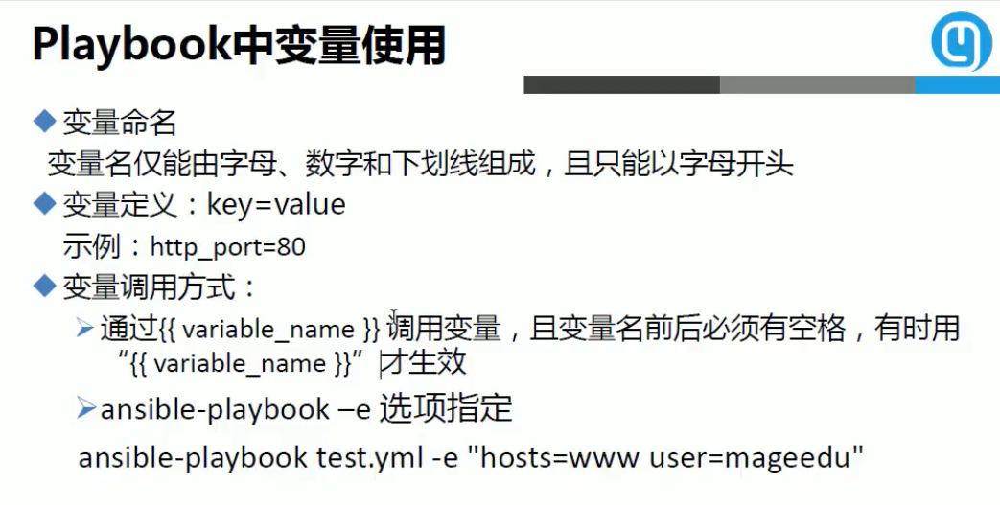 Playbook中变量使用
变量命名
变量名仅能由字母、数字和下划线组成，且只能以字母开头
变量定义：key=value
示例：http_port=80
变量调用方式：
通过{{ variable_name }} 调用变量，且变量名前后必须有空格，有时用
“{{ variable_name }}”才生效
ansible-playbook –e 选项指定
ansible-playbook test.yml -e "hosts=www user=mageedu"